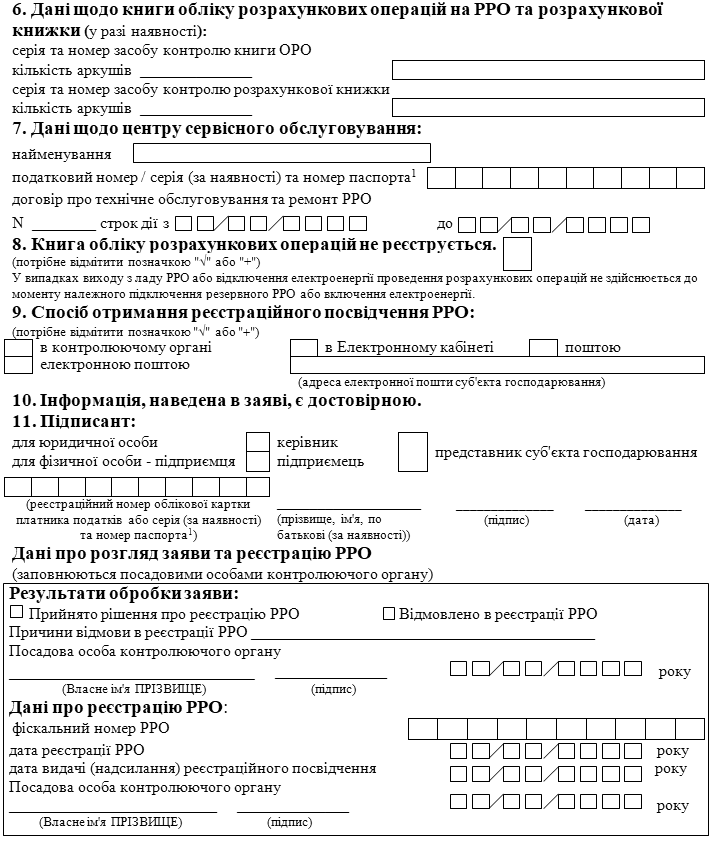 6. Дані щодо книги обліку розрахункових операцій на РРО та розрахункової
книжки (у разі наявності):
серія та номер засобу контролю книги ОРО
кількість аркушів ______________
серія та номер засобу контролю розрахункової книжки
кількість аркушів ______________
7. Дані щодо центру сервісного обслуговування:
найменування
податковий номер / серія (за наявності) та номер паспорта¹
договір про технічне обслуговування та ремонт РРО
N ________ строк дії з □□/□□/□□□□ до □□/□□/□□□□
8. Книга обліку розрахункових операцій не реєструється.
(потрібне відмітити позначкою "√" або "+")
У випадках виходу з ладу РРО або відключення електроенергії проведення розрахункових операцій не здійснюється до
моменту належного підключення резервного РРО або включення електроенергії.
9. Спосіб отримання реєстраційного посвідчення РРО:
(потрібне відмітити позначкою "√" або "+")
в контролюючому органі в Електронному кабінеті поштою
електронною поштою
(адреса електронної пошти суб'єкта господарювання)
10. Інформація, наведена в заяві, є достовірною.
11. Підписант:
для юридичної особи керівник
представник суб'єкта господарювання
для фізичної особи - підприємця підприємець
(реєстраційний номер облікової картки
платника податків або серія (за наявності)
та номер паспорта¹)
(прізвище, ім'я, по
батькові (за наявності))
(підпис) (дата)
Дані про розгляд заяви та реєстрацію РРО
(заповнюються посадовими особами контролюючого органу)
Результати обробки заяви:
□ Прийнято рішення про реєстрацію РРО □ Відмовлено в реєстрації РРО
Причини відмови в реєстрації РРО ______________
Посадова особа контролюючого органу
□□/□□/□□□□ року
(Власне ім'я ПРІЗВИЩЕ) (підпис)
Дані про реєстрацію РРО:
фіскальний номер РРО
дата реєстрації РРО □□/□□/□□□□ року
дата видачі (надсилання) реєстраційного посвідчення □□/□□/□□□□ року
Посадова особа контролюючого органу
□□/□□/□□□□ року
(Власне ім'я ПРІЗВИЩЕ) (підпис)